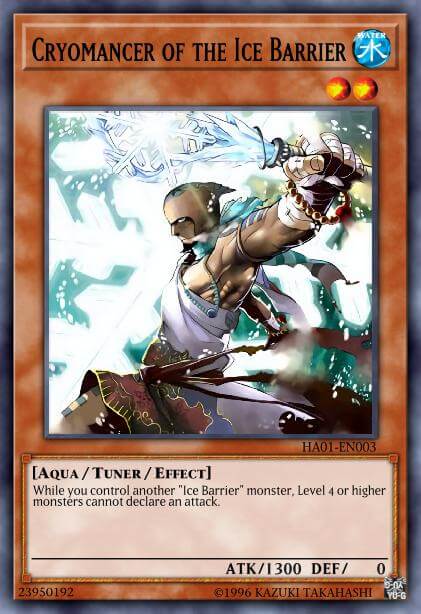 Cryomancer of the Ice Barrier
WATER
水
HA01-EN003
[Aqua / Tuner / Effect]
While you control another "Ice Barrier" monster, Level 4 or higher
monsters cannot declare an attack.
ATK/1300 DEF/ 0
23950192
©1996 KAZUKI TAKAHASHI